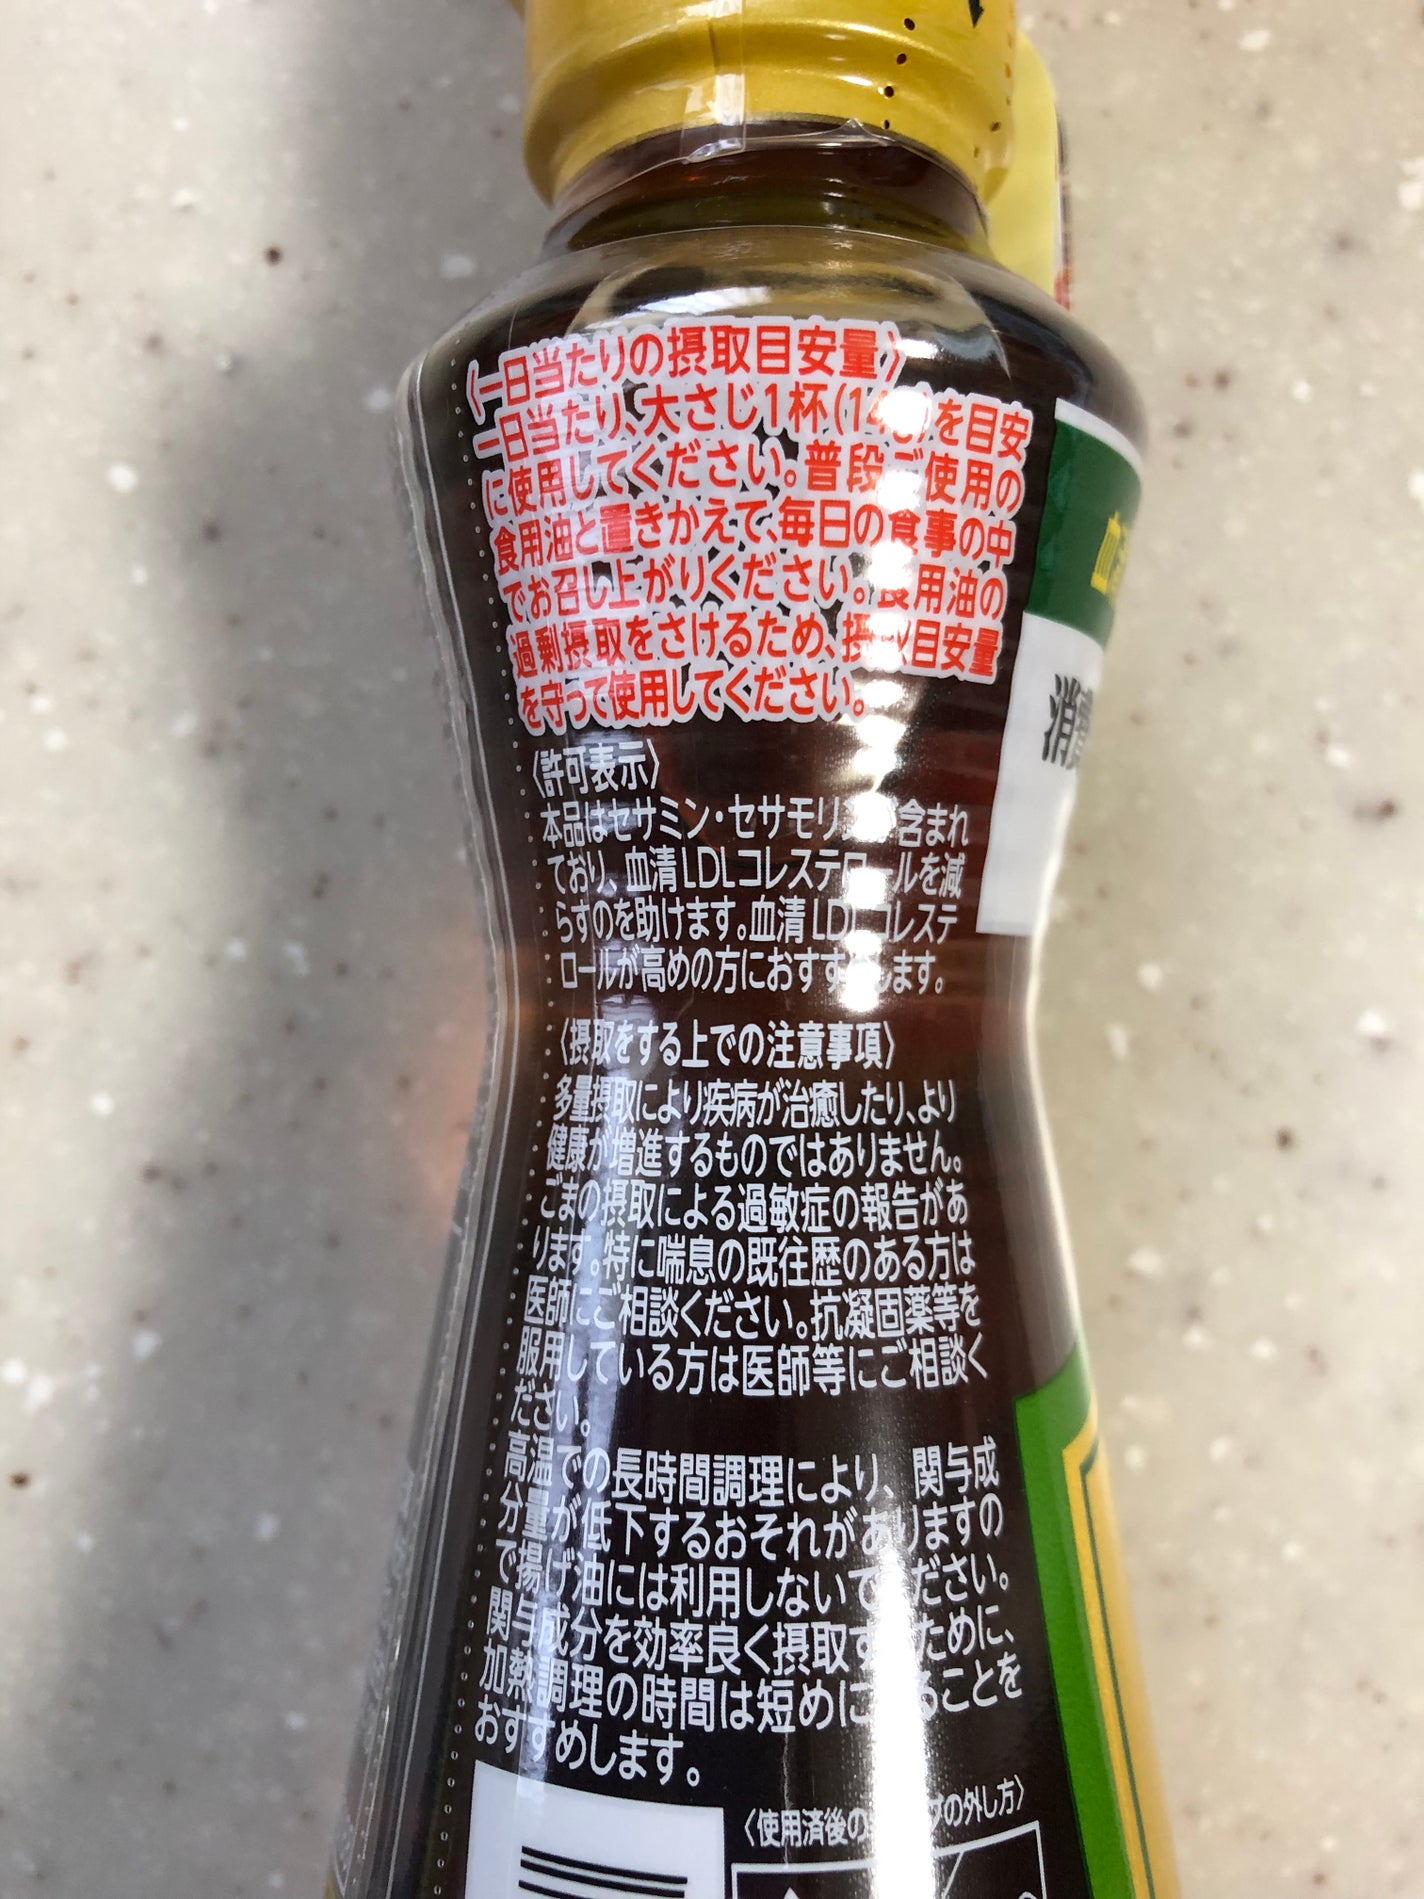 〈一日当たりの摂取目安量〉
一日当たり、大さじ1杯(14g)を目安
に使用してください。普段ご使用の
食用油と置きかえて、毎日の食事の中
でお召し上がりください。食用油の
過剰摂取をさけるため、摂取目安量
を守って使用してください。
〈許可表示〉
本品はセサミン・セサモリンが含まれ
ており、血清LDLコレステロールを減
らすのを助けます。血清LDLコレステ
ロールが高めの方におすすめします。
〈摂取をする上での注意事項〉
多量摂取により疾病が治癒したり、より
健康が増進するものではありません。
ごまの摂取による過敏症の報告があ
ります。特に喘息の既往歴のある方は
医師にご相談ください。抗凝固薬等を
服用している方は医師等にご相談く
ださい。
高温での長時間調理により、関与成
分量が低下するおそれがありますの
で揚げ油には利用しないでください。
関与成分を効率良く摂取するために、
加熱調理の時間は短めにすることを
おすすめします。
〈使用済後のキャップの外し方〉
消費